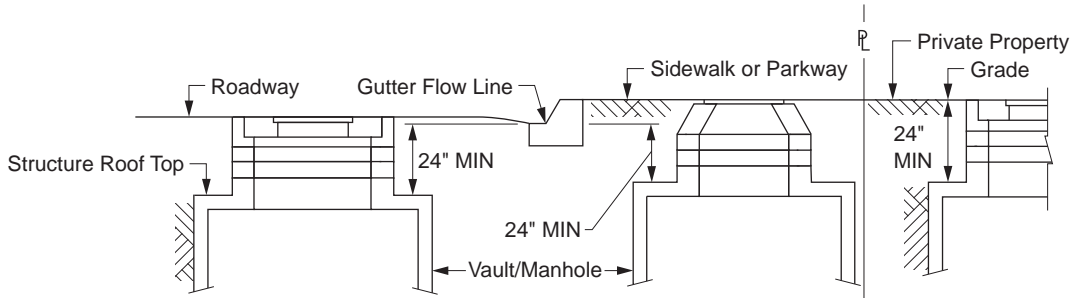 ℄
Private Property
Sidewalk or Parkway
Grade
Roadway
Gutter Flow Line
24"
MIN
24" MIN
Structure Roof Top
24" MIN
Vault/Manhole